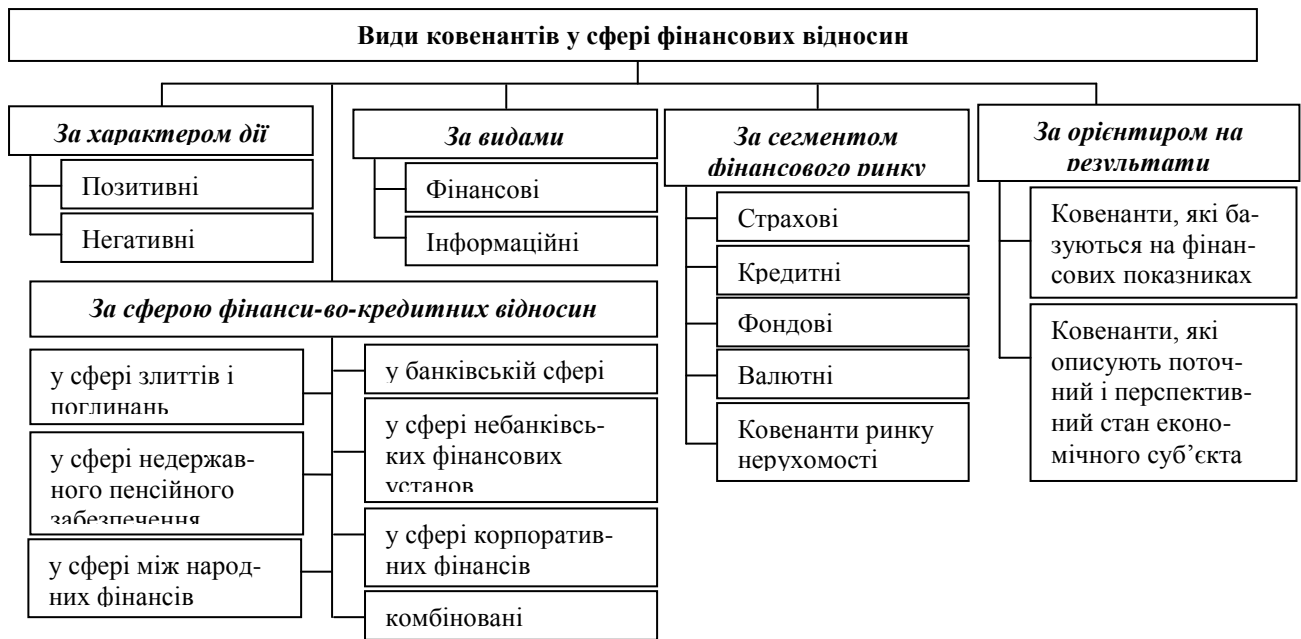 Види ковенантів у сфері фінансових відносин
За характером дії
Позитивні
Негативні
За видами
Фінансові
Інформаційні
За сегментом
фінансового ринку
Страхові
Кредитні
Фондові
Валютні
Ковенанти ринку
нерухомості
За орієнтиром на
результати
Ковенанти, які ба-
зуються на фінан-
сових показниках
Ковенанти, які
описують поточ-
ний і перспектив-
ний стан еконо-
мічного суб’єкта
За сферою фінанси-во-кредитних відносин
у сфері злиттів і
поглинань
у сфері недержав-
ного пенсійного
забезпечення
у сфері між народ-
них фінансів
у банківській сфері
у сфері небанківсь-
ких фінансових
установ
у сфері корпоратив-
них фінансів
комбіновані